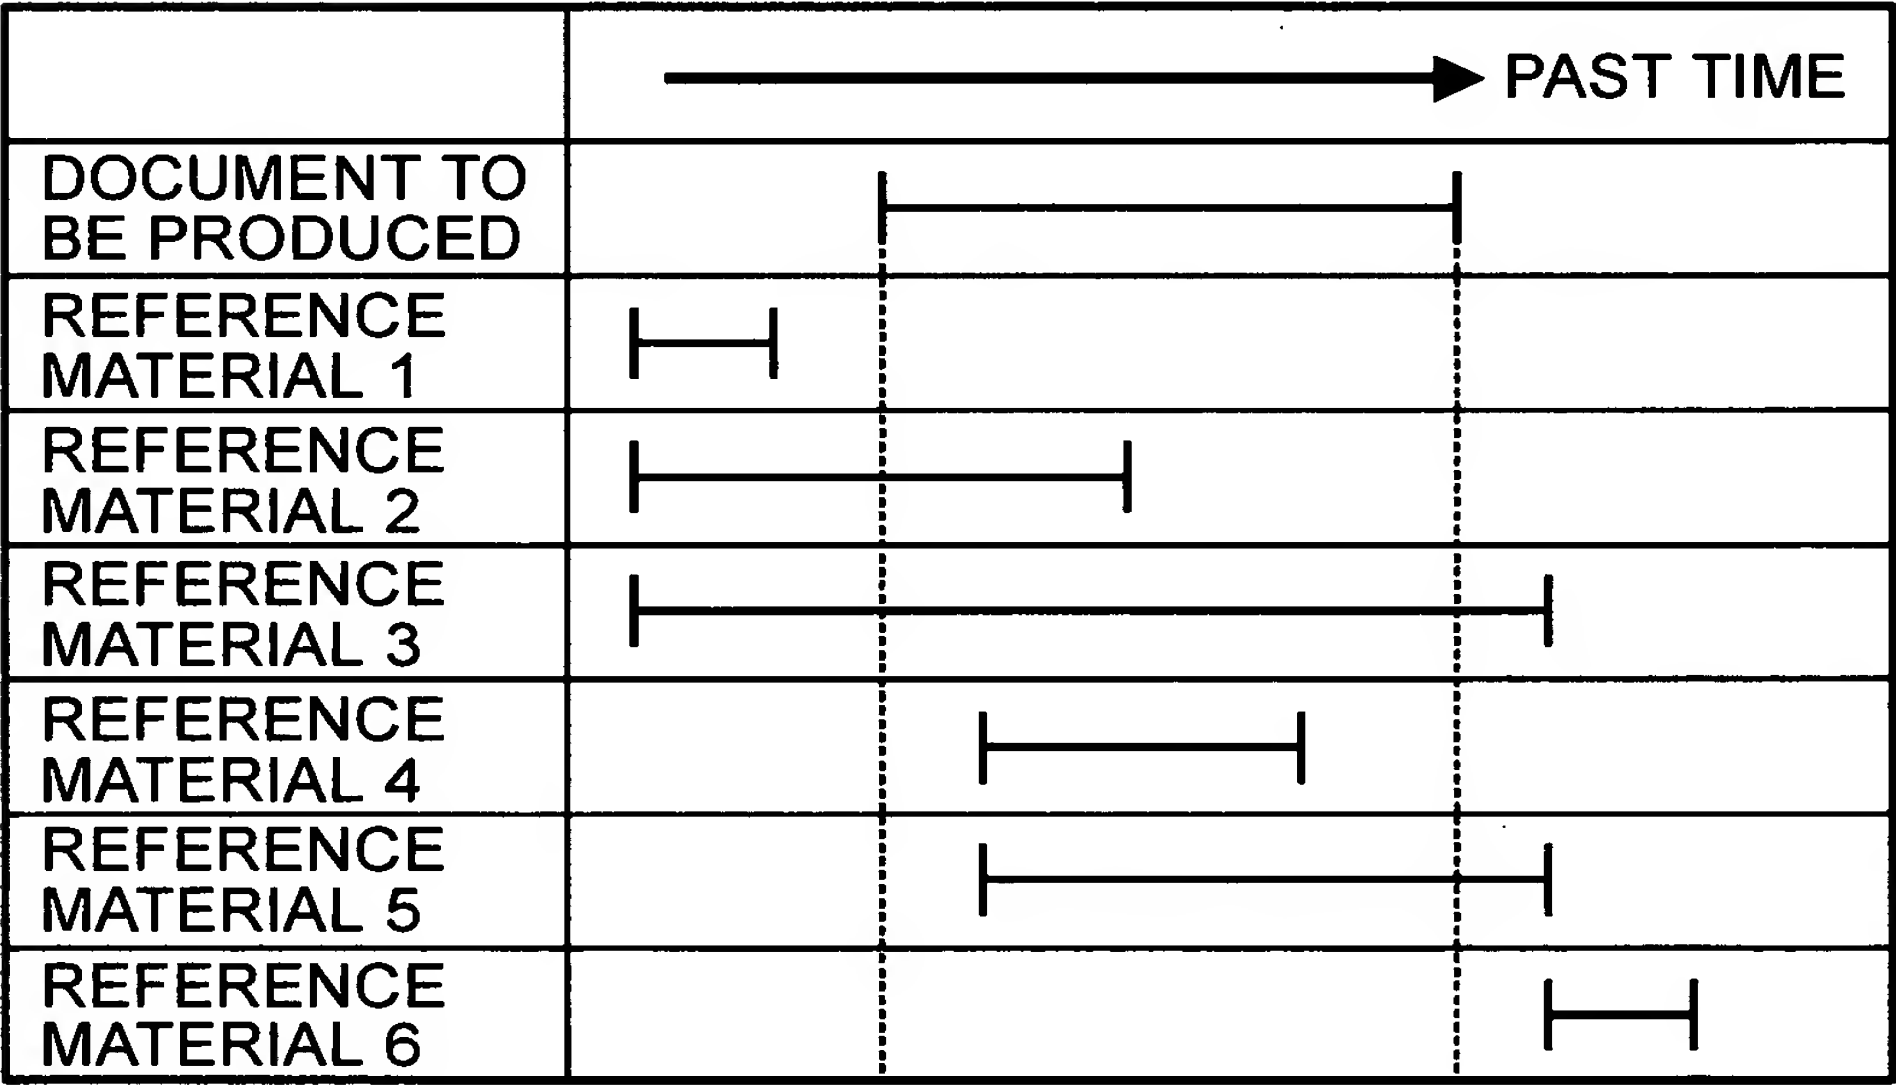 PAST TIME
DOCUMENT TO
BE PRODUCED
REFERENCE
MATERIAL 1
REFERENCE
MATERIAL 2
REFERENCE
MATERIAL 3
REFERENCE
MATERIAL 4
REFERENCE
MATERIAL 5
REFERENCE
MATERIAL 6